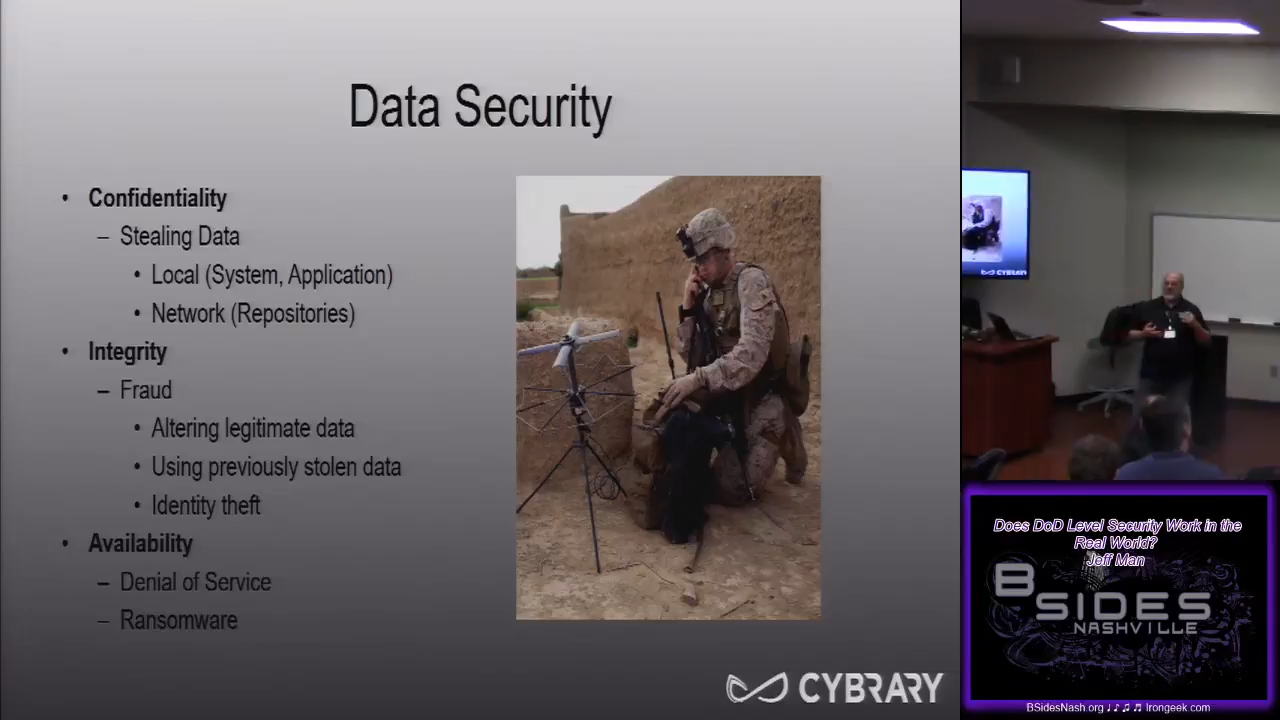 Data Security
• Confidentiality
– Stealing Data
• Local (System, Application)
• Network (Repositories)
• Integrity
– Fraud
• Altering legitimate data
• Using previously stolen data
• Identity theft
• Availability
– Denial of Service
– Ransomware
CYBRARY
CYBRARY
Does DoD Level Security Work in the
Real World?
Jeff Man
BSIDES
NASHVILLE
BSidesNash.org ♩♪♫♬ Irongeek.com